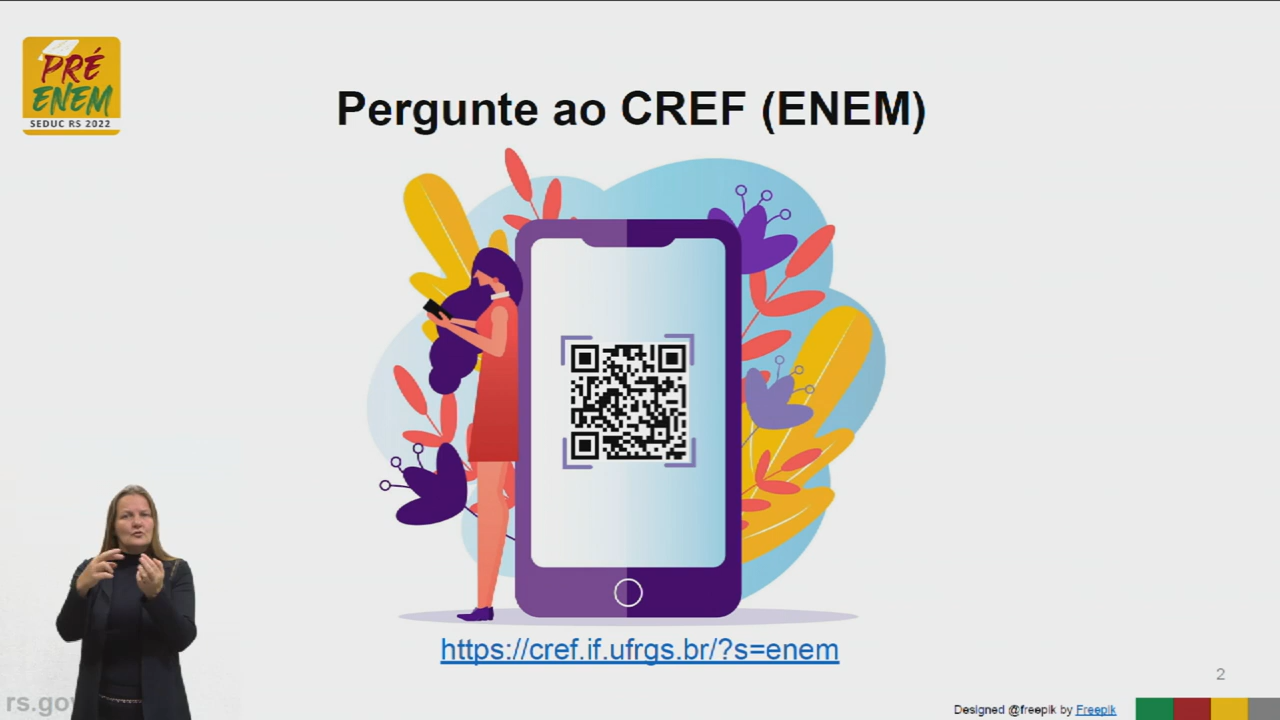 PRÉ
ENEM
SEDUC RS 2022
Pergunte ao CREF (ENEM)
https://cref.if.ufrgs.br/?s=enem
2
rs.gov
Designed @freepik by Freepik